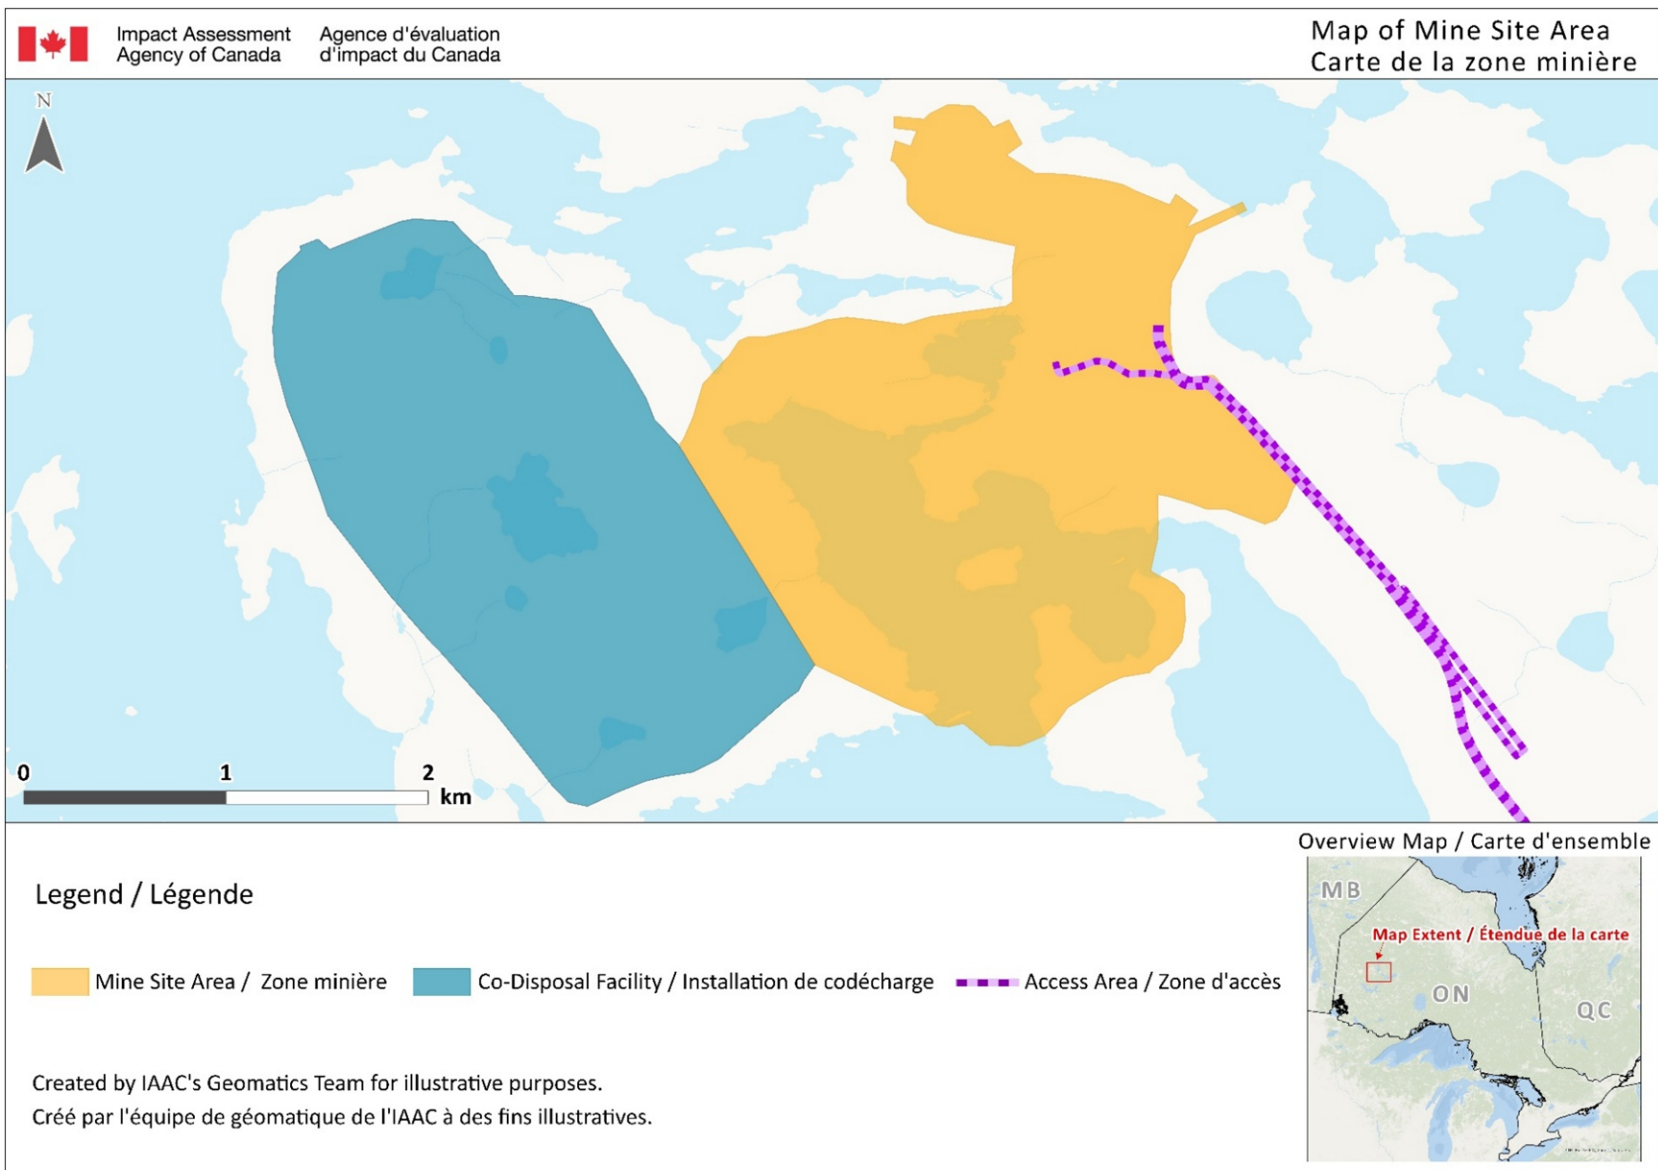 Impact Assessment
Agency of Canada
Agence d'évaluation
d'impact du Canada
Map of Mine Site Area
Carte de la zone minière
N
0 1 2
km
Legend / Légende
Mine Site Area / Zone minière
Co-Disposal Facility / Installation de codécharge
Access Area / Zone d'accès
Created by IAAC's Geomatics Team for illustrative purposes.
Créé par l'équipe de géomatique de l'IAAC à des fins illustratives.
Overview Map / Carte d'ensemble
MB
Map Extent / Étendue de la carte
ON
QC